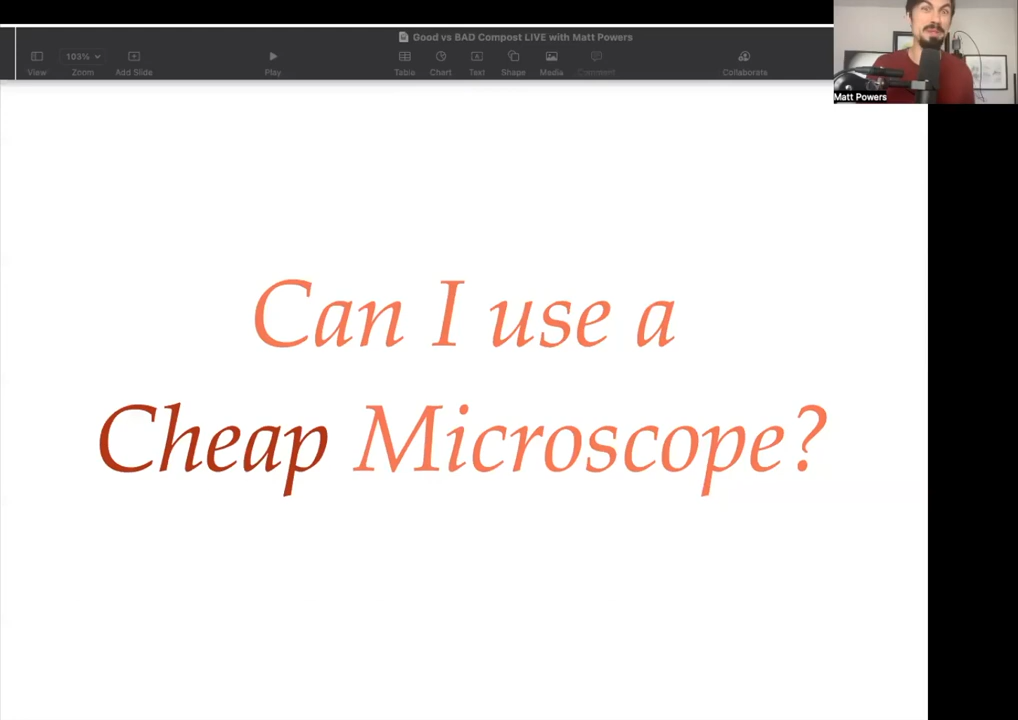 Good vs BAD Compost LIVE with Matt Powers
103%
View
Zoom
Add Slide
Play
Table
Chart
Text
Shape
Media
Comment
Collaborate
Matt Powers
Can I use a
Cheap Microscope?